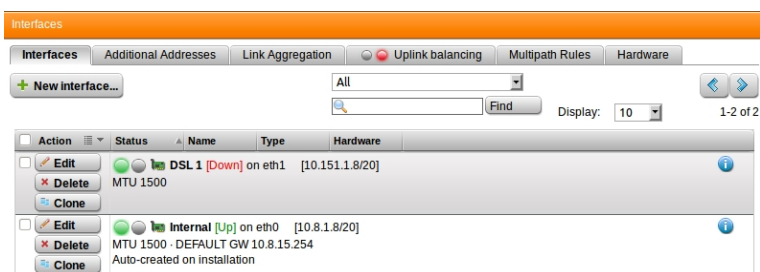 Interfaces
Interfaces Additional Addresses Link Aggregation Uplink balancing Multipath Rules Hardware
+ New interface... All
Find Display: 10 1-2 of 2
Action Status Name Type Hardware
Edit DSL 1 [Down] on eth1 [10.151.1.8/20]
Delete MTU 1500
Clone
Edit Internal [Up] on eth0 [10.8.1.8/20]
Delete MTU 1500 · DEFAULT GW 10.8.15.254
Clone Auto-created on installation